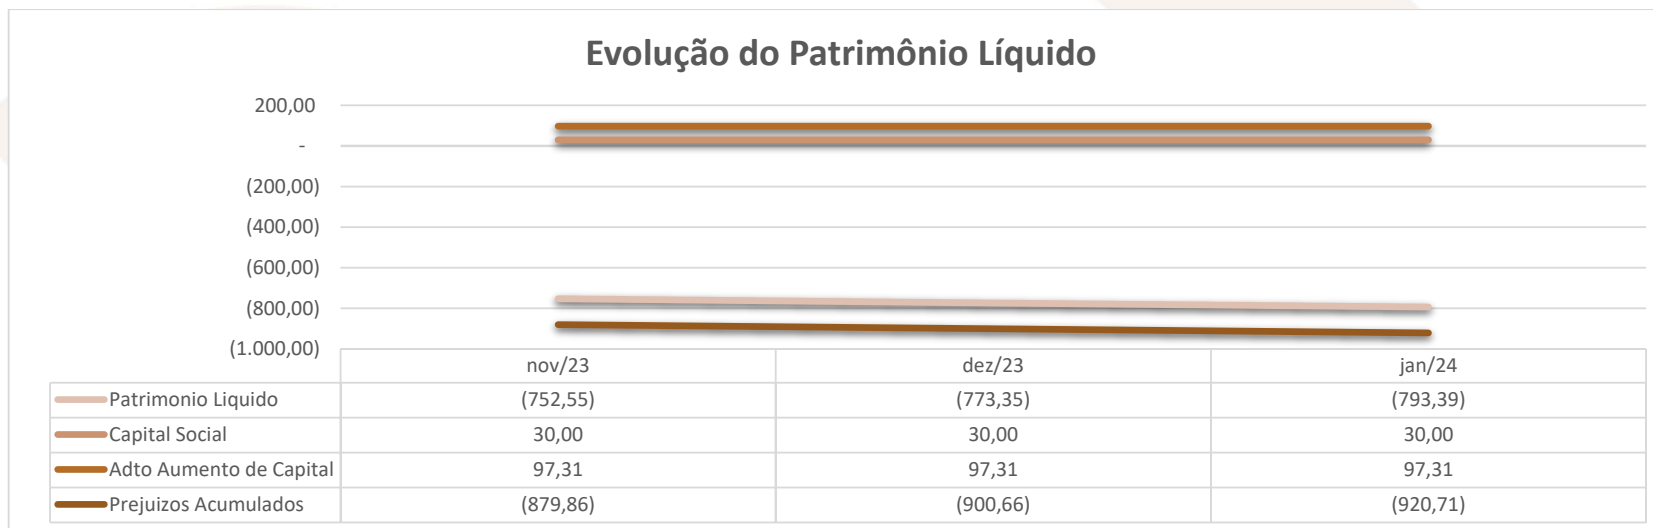 Evolução do Patrimônio Líquido
200,00
-
(200,00)
(400,00)
(600,00)
(800,00)
(1.000,00)
nov/23 dez/23 jan/24
Patrimonio Liquido (752,55) (773,35) (793,39)
Capital Social 30,00 30,00 30,00
Adto Aumento de Capital 97,31 97,31 97,31
Prejuizos Acumulados (879,86) (900,66) (920,71)